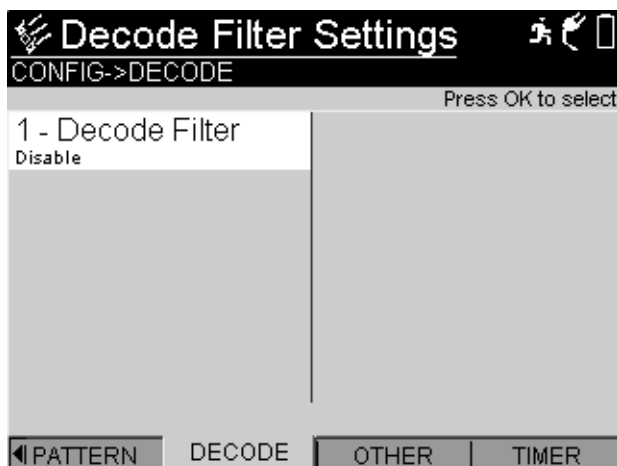 Decode Filter Settings
CONFIG->DECODE
Press OK to select
1 - Decode Filter
Disable
PATTERN DECODE OTHER TIMER